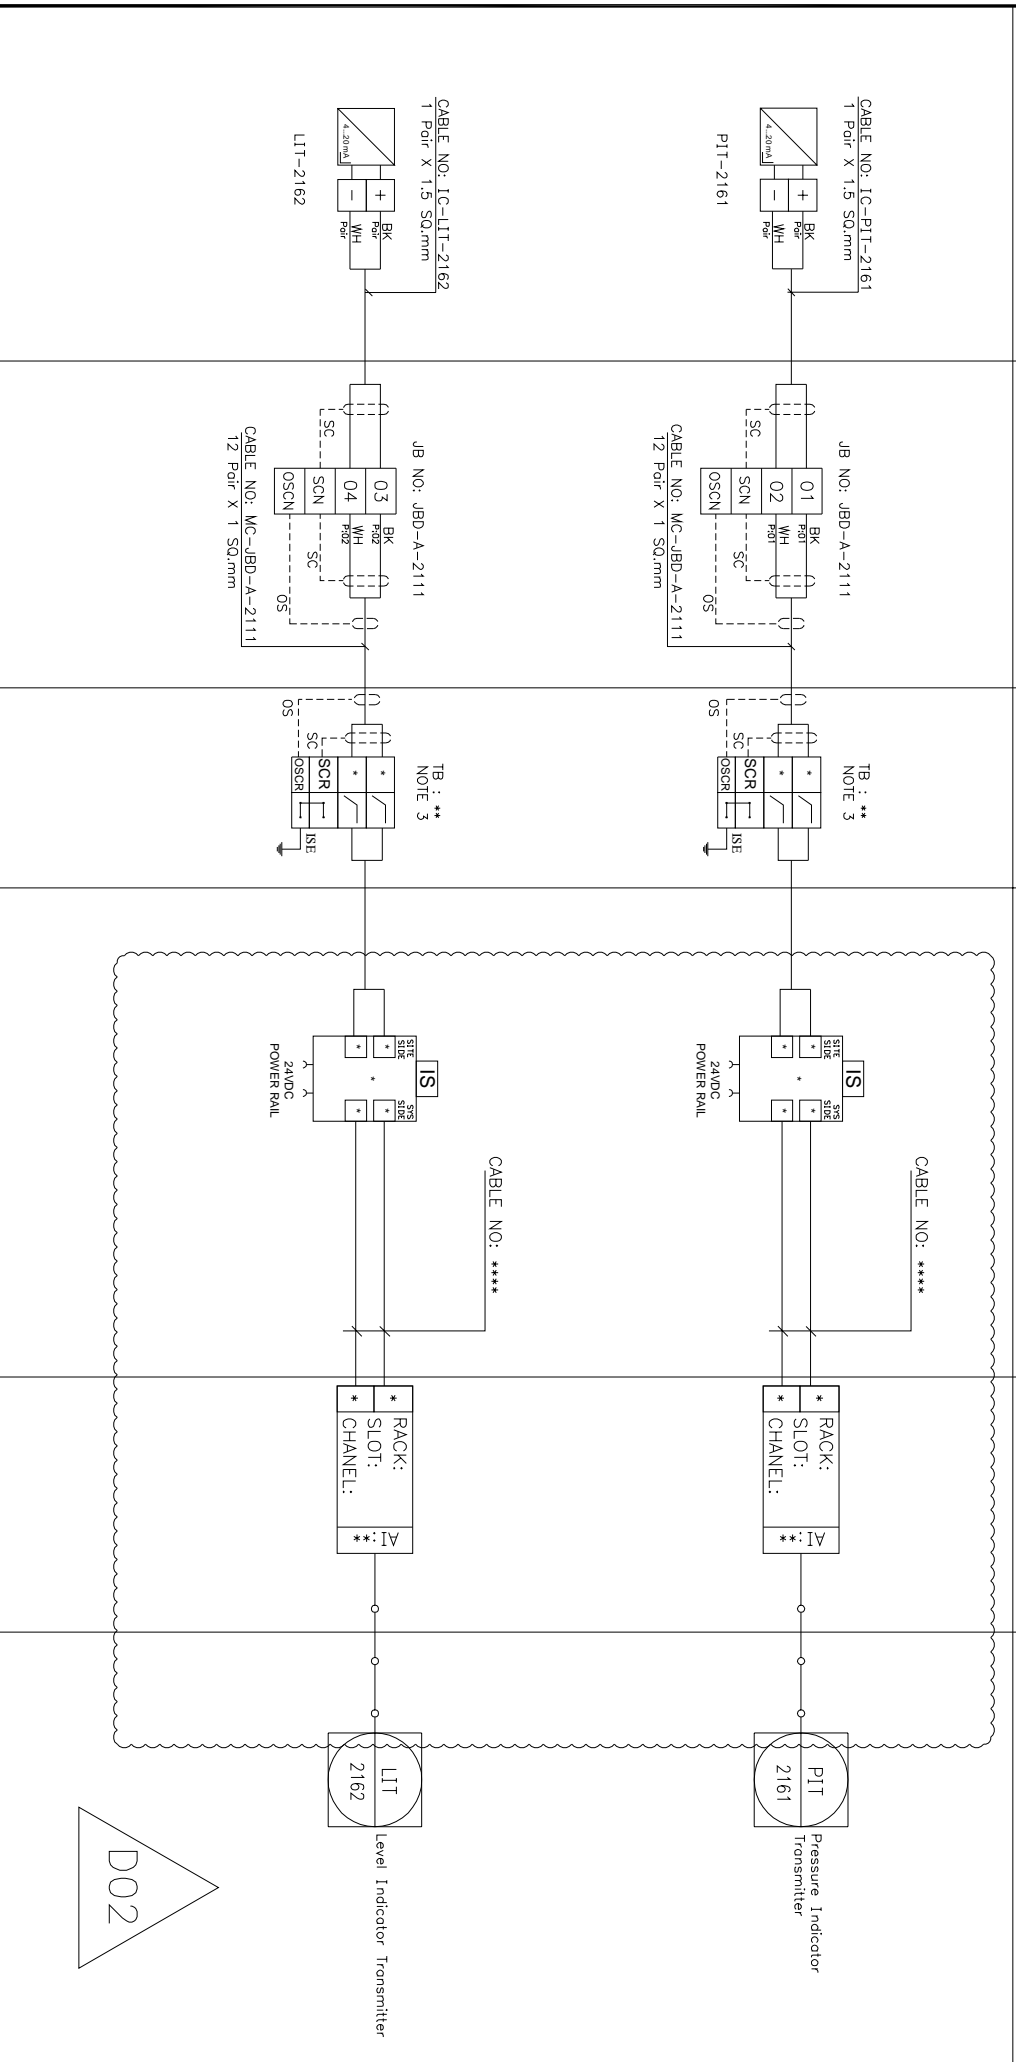 CABLE NO: IC-PIT-2161
1 Pair X 1.5 SQ.mm
4..20mA
+
-
BK
Pair
WH
Pair
PIT-2161
JB NO: JBD-A-2111
SC
01
02
SCN
OSCN
BK
P:01
WH
P:01
SC
OS
CABLE NO: MC-JBD-A-2111
12 Pair X 1 SQ.mm
TB : **
NOTE 3
OS
SC
*
*
SCR
OSCR
ISE
IS
SITE
SIDE
SYS
SIDE
*
*
*
*
*
24VDC
POWER RAIL
CABLE NO: ****
*
*
RACK:
SLOT:
CHANEL:
AI:**
PIT
2161
Pressure Indicator
Transmitter
CABLE NO: IC-LIT-2162
1 Pair X 1.5 SQ.mm
4..20mA
+
-
BK
Pair
WH
Pair
LIT-2162
JB NO: JBD-A-2111
SC
03
04
SCN
OSCN
BK
P:02
WH
P:02
SC
OS
CABLE NO: MC-JBD-A-2111
12 Pair X 1 SQ.mm
TB : **
NOTE 3
OS
SC
*
*
SCR
OSCR
ISE
IS
SITE
SIDE
SYS
SIDE
*
*
*
*
*
24VDC
POWER RAIL
CABLE NO: ****
*
*
RACK:
SLOT:
CHANEL:
AI:**
LIT
2162
Level Indicator Transmitter
D02